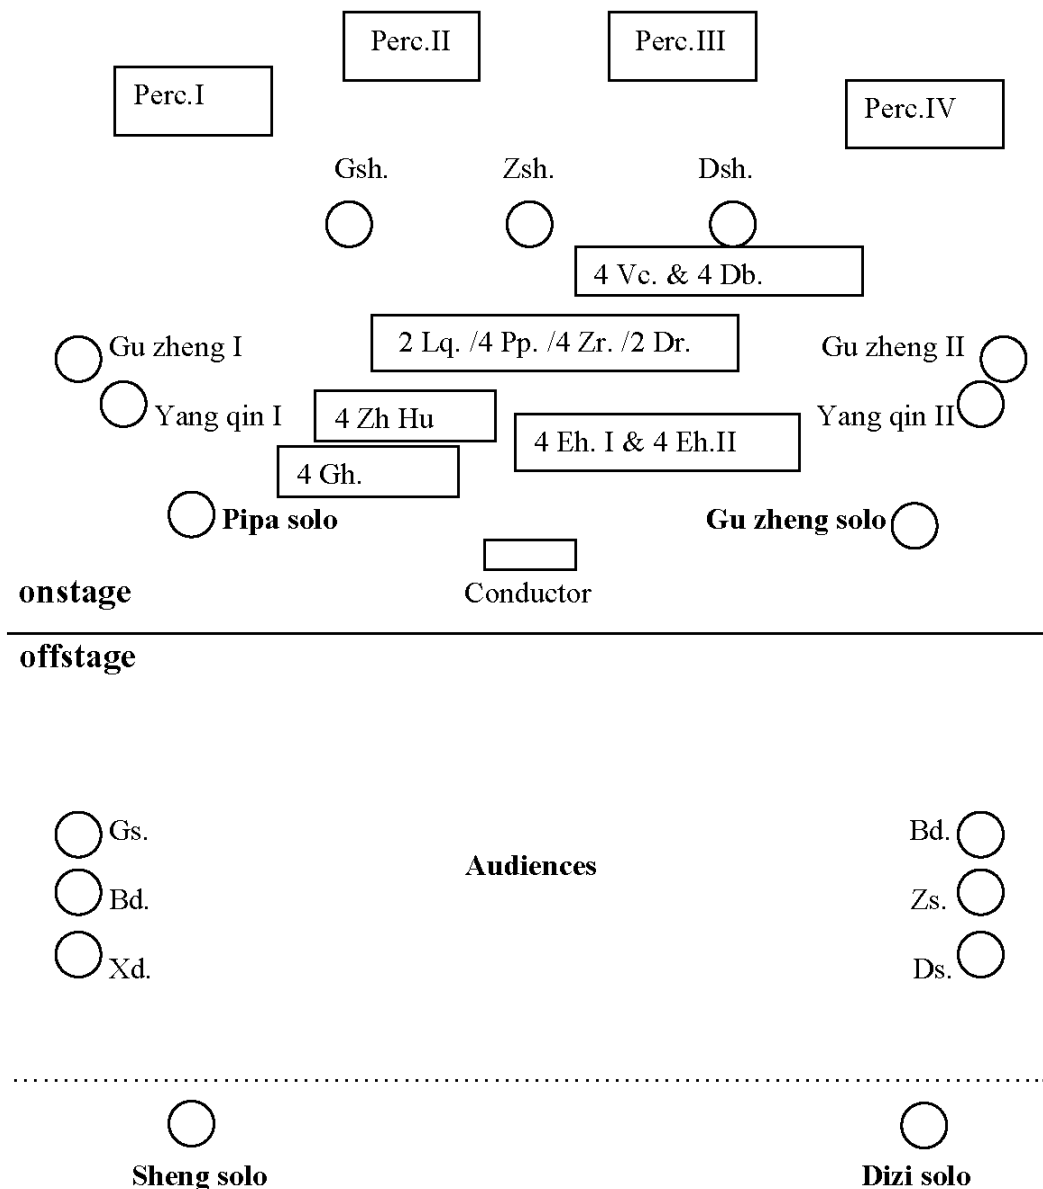 Perc.II
Perc.III
Perc.I
Perc.IV
Gsh.
Zsh.
Dsh.
4 Vc. & 4 Db.
2 Lq. /4 Pp. /4 Zr. /2 Dr.
Gu zheng I
Gu zheng II
Yang qin I
Yang qin II
4 Zh Hu
4 Eh. I & 4 Eh.II
4 Gh.
Pipa solo
Gu zheng solo
onstage
Conductor
offstage
Gs.
Bd.
Audiences
Bd.
Zs.
Xd.
Ds.
Sheng solo
Dizi solo